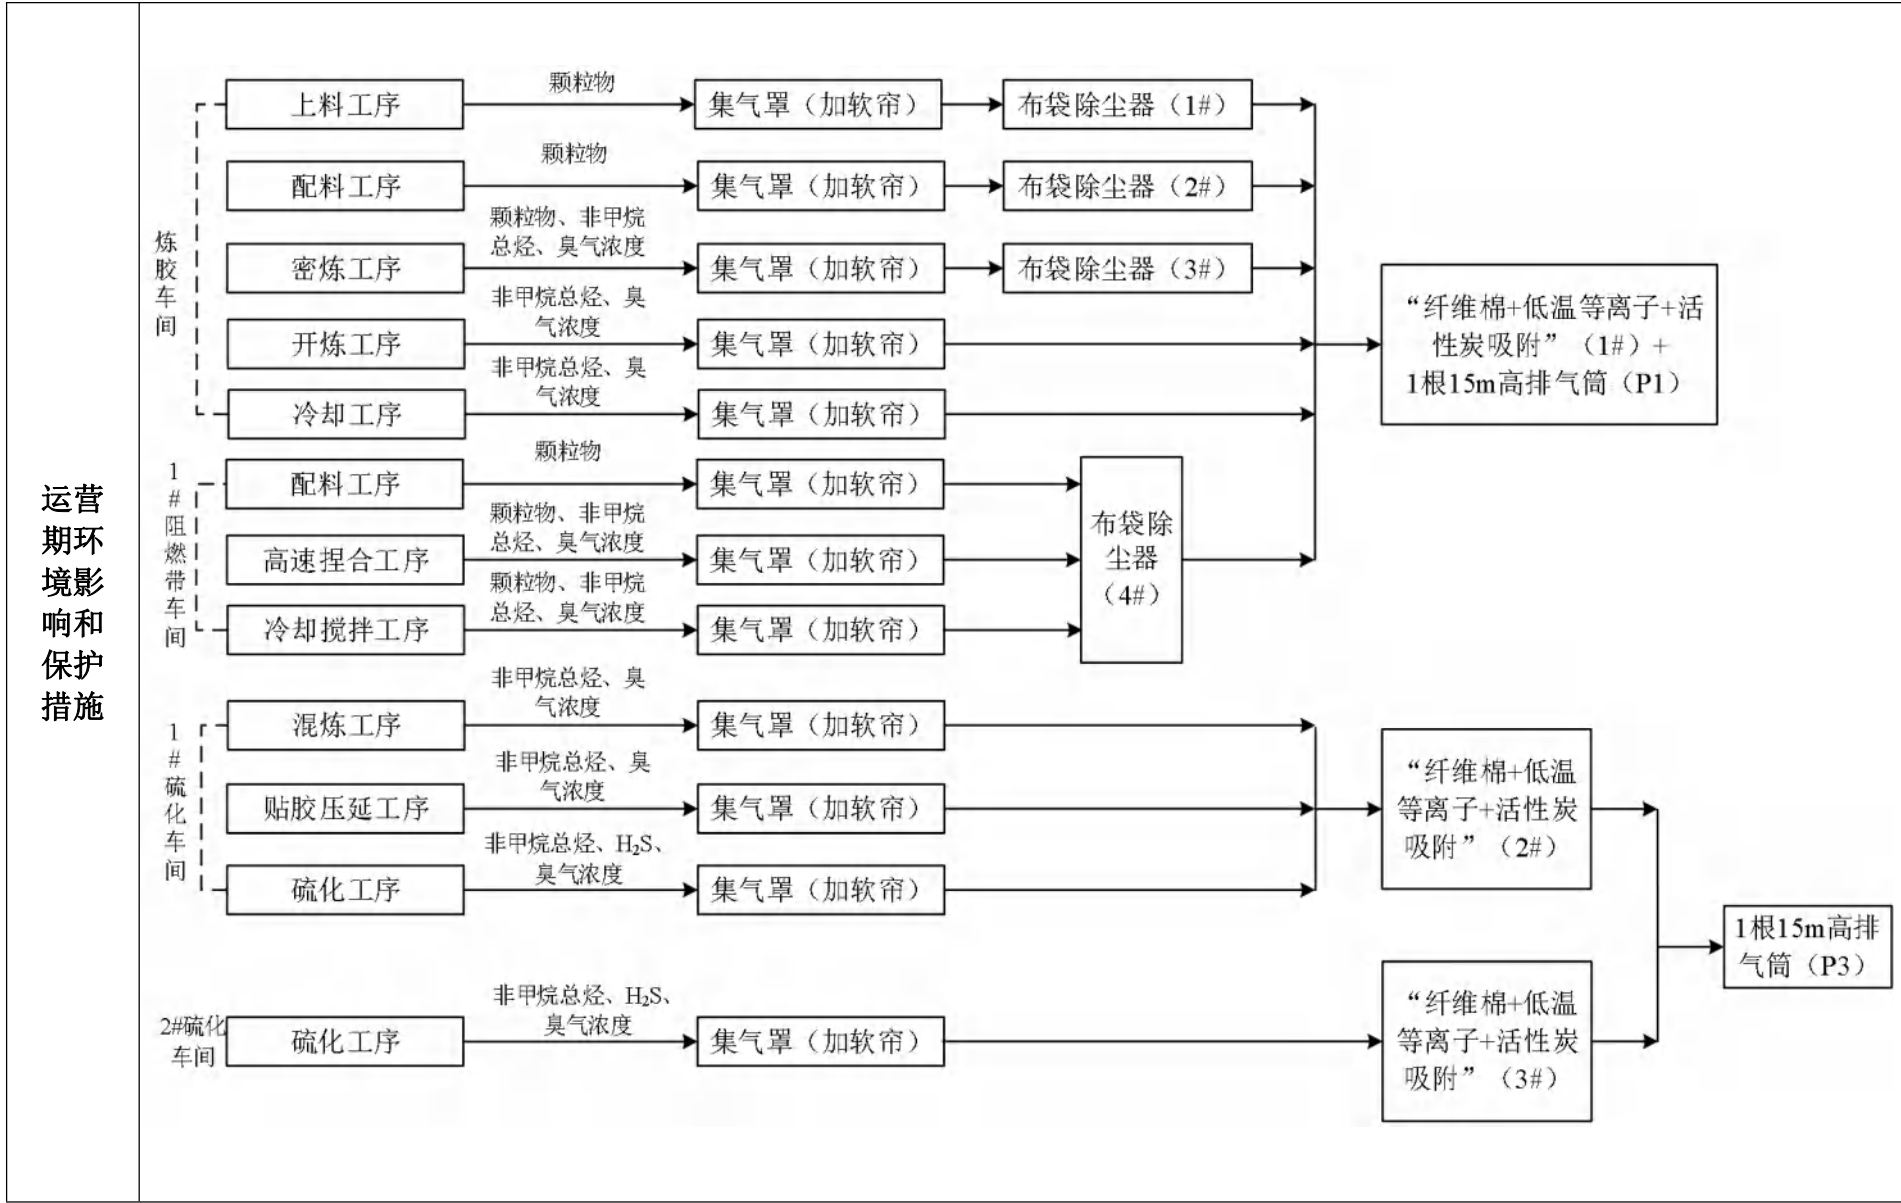 运营
期环
境影
响和
保护
措施
炼
胶
车
间
上料工序
颗粒物
集气罩（加软帘）
布袋除尘器（1#）
配料工序
颗粒物
集气罩（加软帘）
布袋除尘器（2#）
密炼工序
颗粒物、非甲烷
总烃、臭气浓度
集气罩（加软帘）
布袋除尘器（3#）
开炼工序
非甲烷总烃、臭
气浓度
集气罩（加软帘）
冷却工序
非甲烷总烃、臭
气浓度
集气罩（加软帘）
“纤维棉+低温等离子+活
性炭吸附”（1#）+
1根15m高排气筒（P1）
1
#
阻
燃
带
车
间
配料工序
颗粒物
集气罩（加软帘）
高速捏合工序
颗粒物、非甲烷
总烃、臭气浓度
集气罩（加软帘）
冷却搅拌工序
颗粒物、非甲烷
总烃、臭气浓度
集气罩（加软帘）
布袋除
尘器
（4#）
1
#
硫
化
车
间
混炼工序
非甲烷总烃、臭
气浓度
集气罩（加软帘）
贴胶压延工序
非甲烷总烃、臭
气浓度
集气罩（加软帘）
硫化工序
非甲烷总烃、H₂S、
臭气浓度
集气罩（加软帘）
“纤维棉+低温
等离子+活性炭
吸附”（2#）
2#硫化
车间
硫化工序
非甲烷总烃、H₂S、
臭气浓度
集气罩（加软帘）
“纤维棉+低温
等离子+活性炭
吸附”（3#）
1根15m高排
气筒（P3）